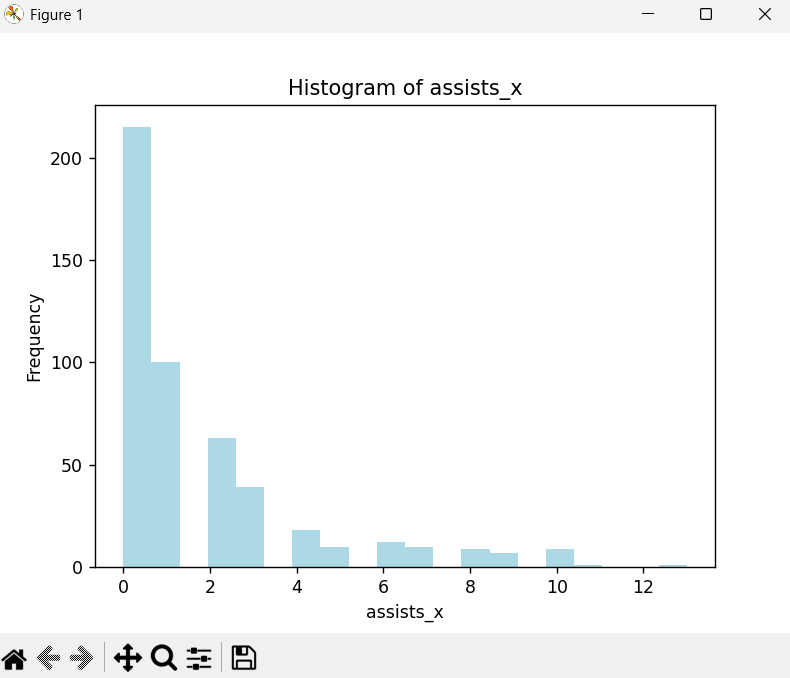 Figure 1
Histogram of assists_x
200
150
100
50
0
Frequency
0 2 4 6 8 10 12
assists_x